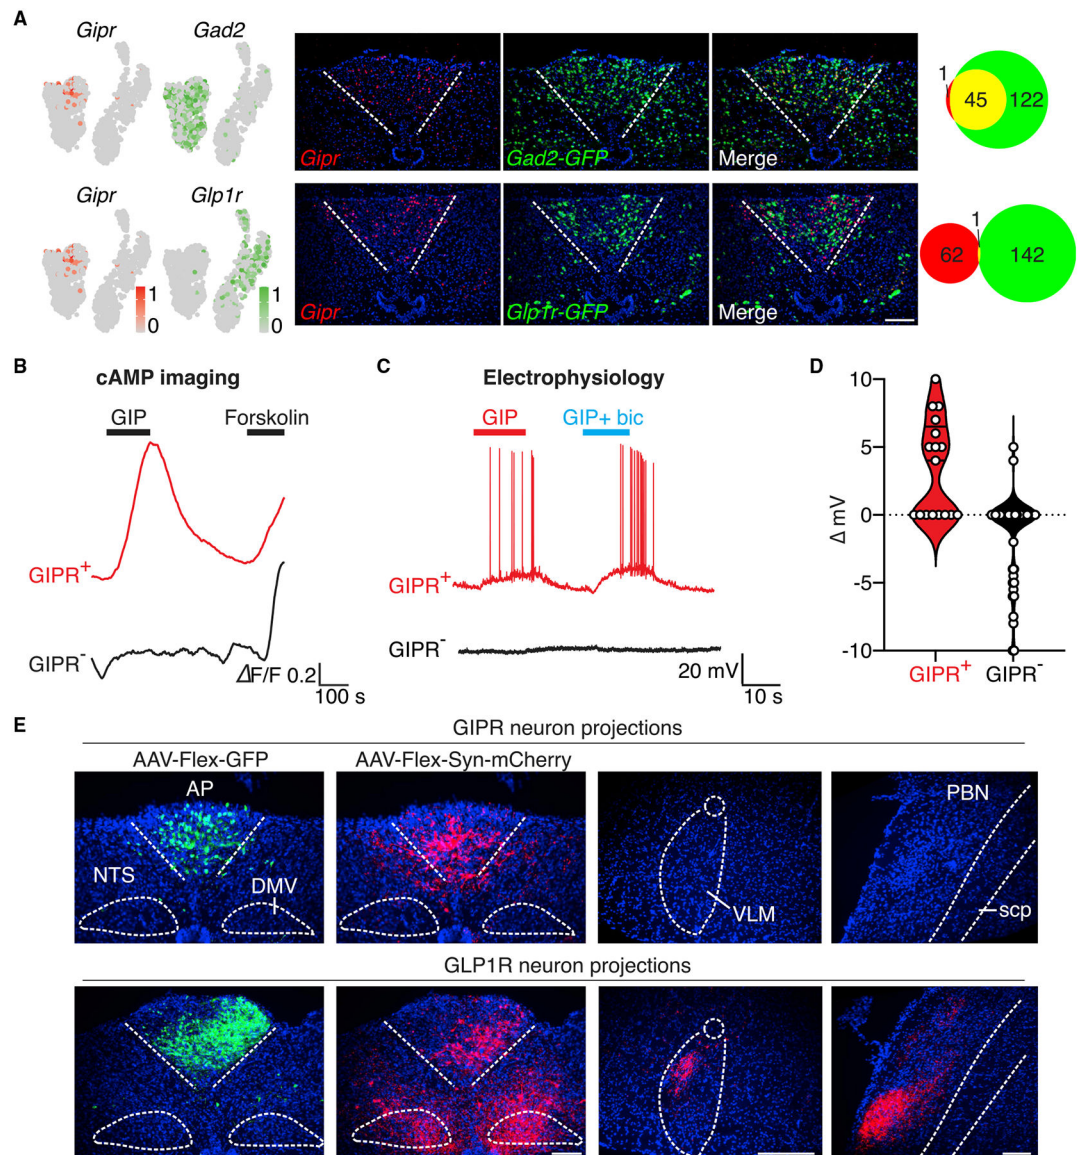 A
Gipr
Gad2
Gipr
Gad2-GFP
Merge
1
45
122
Gipr
Glp1r
1
0
1
0
Gipr
Glp1r-GFP
Merge
1
62
142
B
cAMP imaging
GIP
Forskolin
GIPR+
GIPR-
ΔF/F 0.2
100 s
C
Electrophysiology
GIP
GIP+ bic
GIPR+
GIPR-
20 mV
10 s
D
Δ mV
10
5
0
-5
-10
GIPR+
GIPR-
E
GIPR neuron projections
AAV-Flex-GFP
AAV-Flex-Syn-mCherry
AP
NTS
DMV
VLM
PBN
scp
GLP1R neuron projections